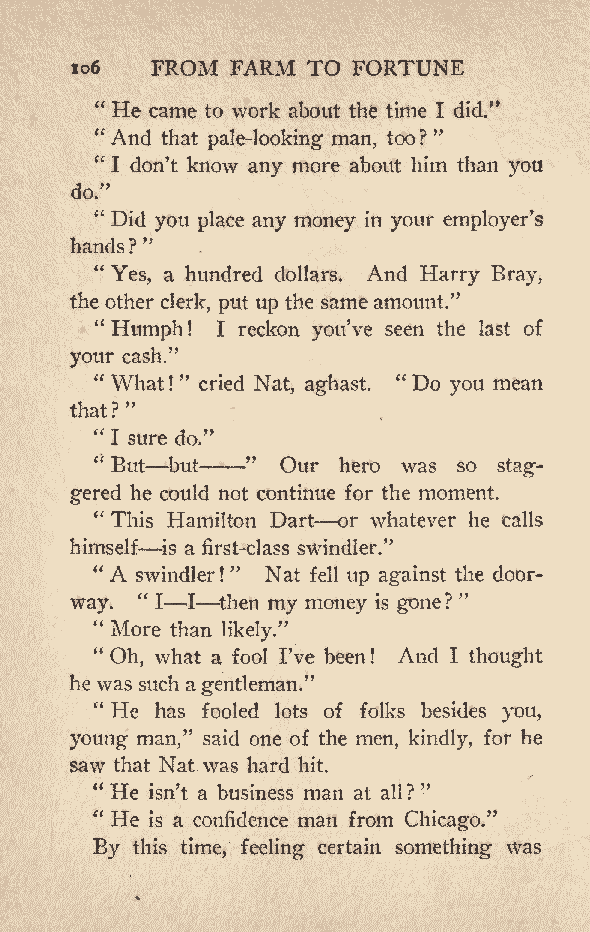 106 FROM FARM TO FORTUNE
“ He came to work about the time I did.”
“ And that pale-looking man, too? ”
“ I don’t know any more about him than you
do.”
“ Did you place any money in your employer’s
hands? ”
“ Yes, a hundred dollars. And Harry Bray,
the other clerk, put up the same amount.”
“ Humph! I reckon you’ve seen the last of
your cash.”
“ What! ” cried Nat, aghast. “ Do you mean
that? ”
“ I sure do.”
“ But—but——” Our hero was so stag-
gered he could not continue for the moment.
“ This Hamilton Dart—or whatever he calls
himself—is a first-class swindler.”
“ A swindler! ” Nat fell up against the door-
way. “ I—I—then my money is gone? ”
“ More than likely.”
“ Oh, what a fool I’ve been! And I thought
he was such a gentleman.”
“ He has fooled lots of folks besides you,
young man,” said one of the men, kindly, for he
saw that Nat was hard hit.
“ He isn’t a business man at all? ”
“ He is a confidence man from Chicago.”
By this time, feeling certain something was